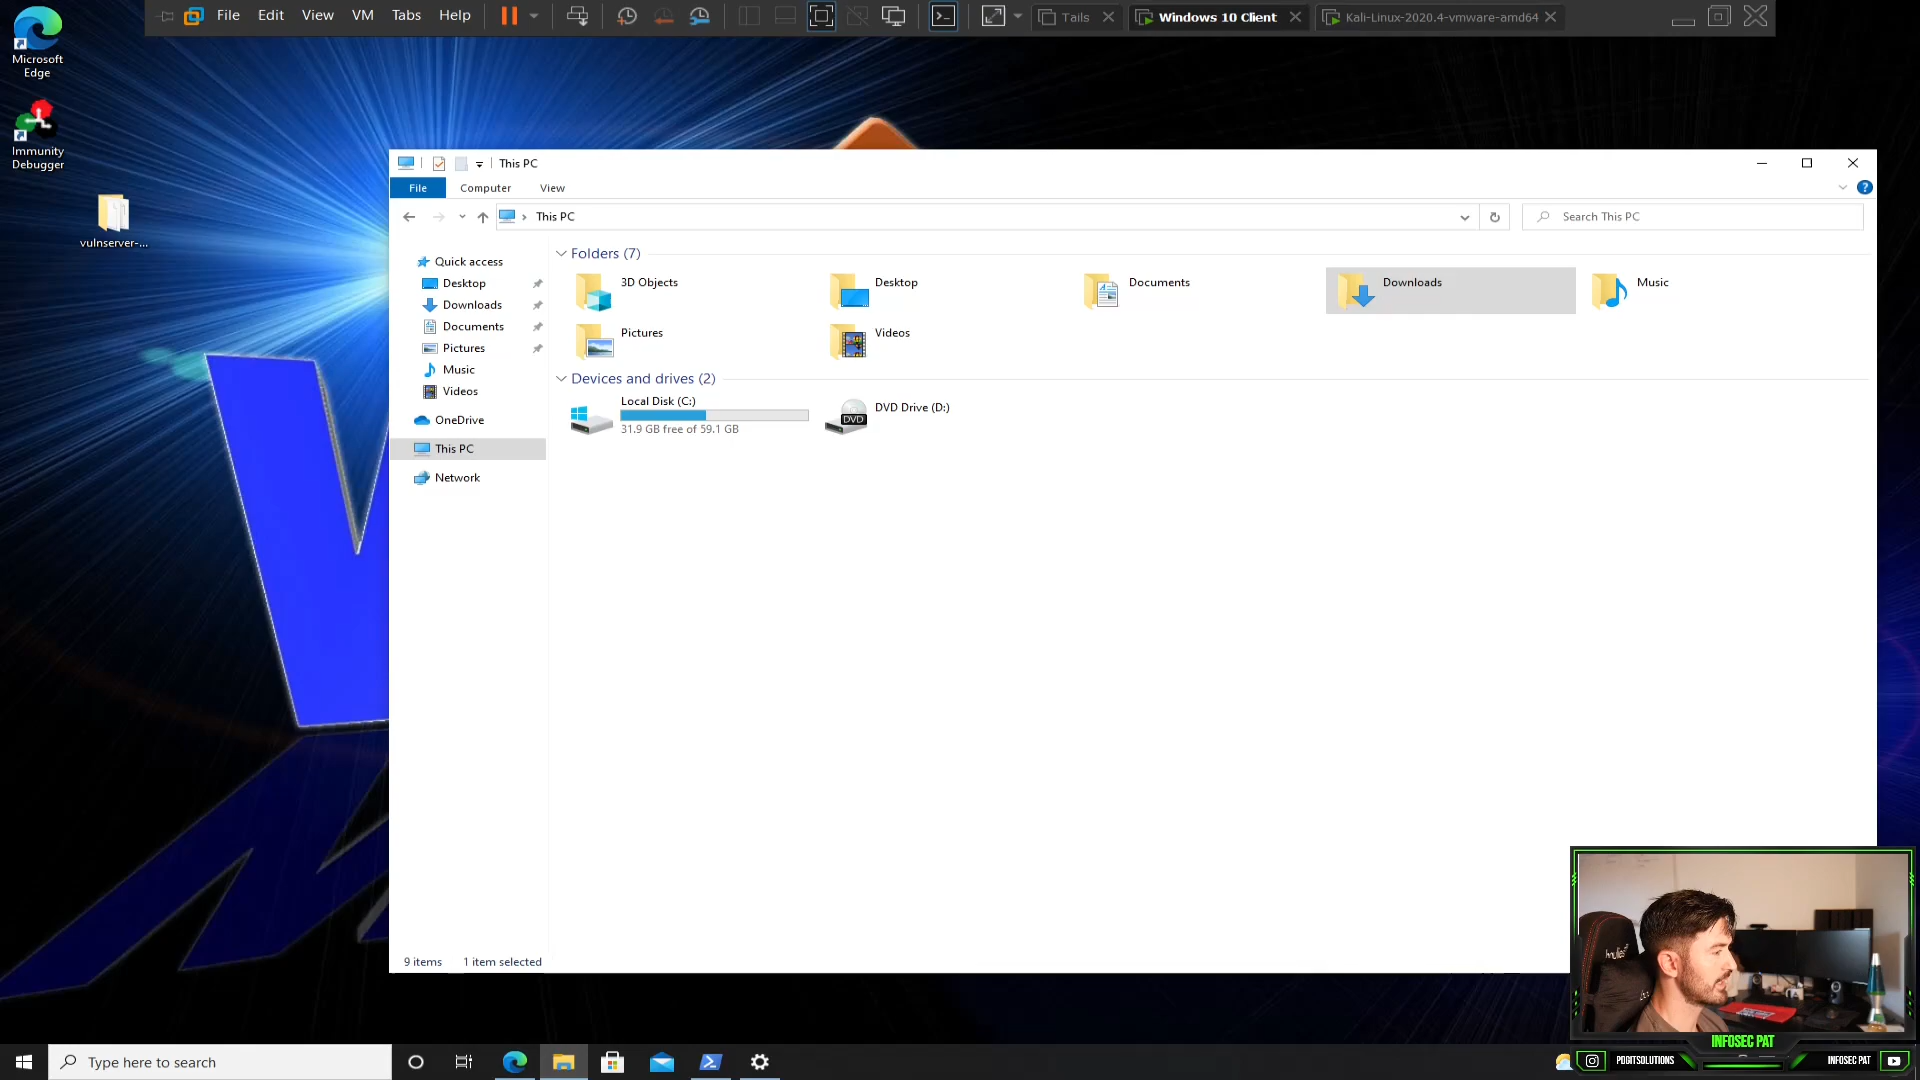 File Edit View VM Tabs Help
Tails
Windows 10 Client
Kali-Linux-2020.4-vmware-amd64
Microsoft
Edge
Immunity
Debugger
vulnserver-...
This PC
File Computer View
This PC
Search This PC
Quick access
Desktop
Downloads
Documents
Pictures
Music
Videos
OneDrive
This PC
Network
Folders (7)
3D Objects
Desktop
Documents
Downloads
Music
Pictures
Videos
Devices and drives (2)
Local Disk (C:)
31.9 GB free of 59.1 GB
DVD
DVD Drive (D:)
9 items 1 item selected
INFOSEC PAT
PDDITSOLUTIONS
INFOSEC PAT
Type here to search